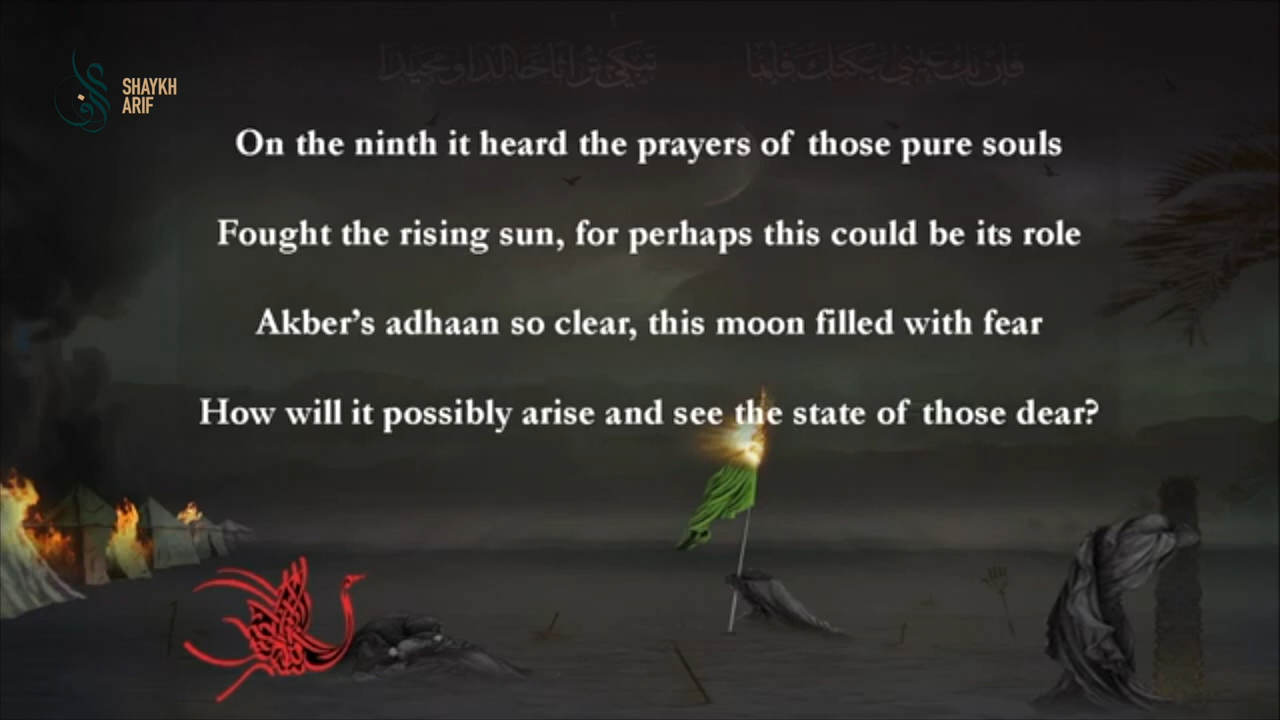 SHAYKH
ARIF
On the ninth it heard the prayers of those pure souls
Fought the rising sun, for perhaps this could be its role
Akber’s adhaan so clear, this moon filled with fear
How will it possibly arise and see the state of those dear?